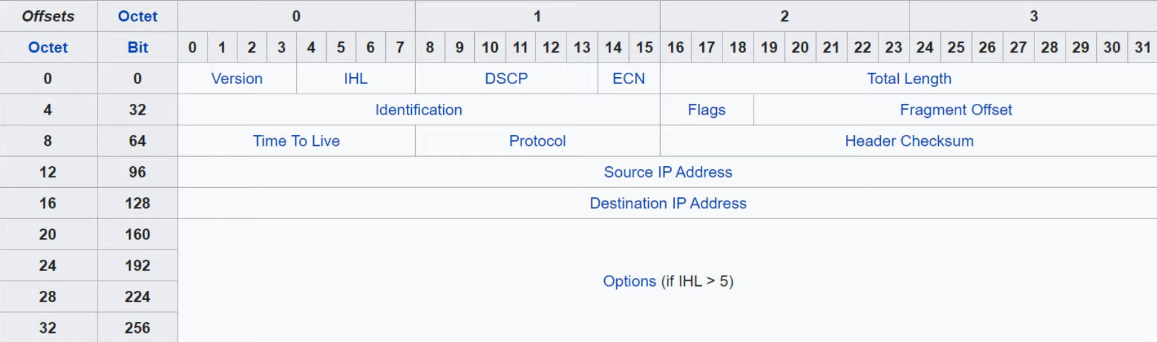 Offsets Octet 0 1 2 3
Octet Bit 0 1 2 3 4 5 6 7 8 9 10 11 12 13 14 15 16 17 18 19 20 21 22 23 24 25 26 27 28 29 30 31
0 0 Version IHL DSCP ECN Total Length
4 32 Identification Flags Fragment Offset
8 64 Time To Live Protocol Header Checksum
12 96 Source IP Address
16 128 Destination IP Address
20 160
24 192
Options (if IHL > 5)
28 224
32 256